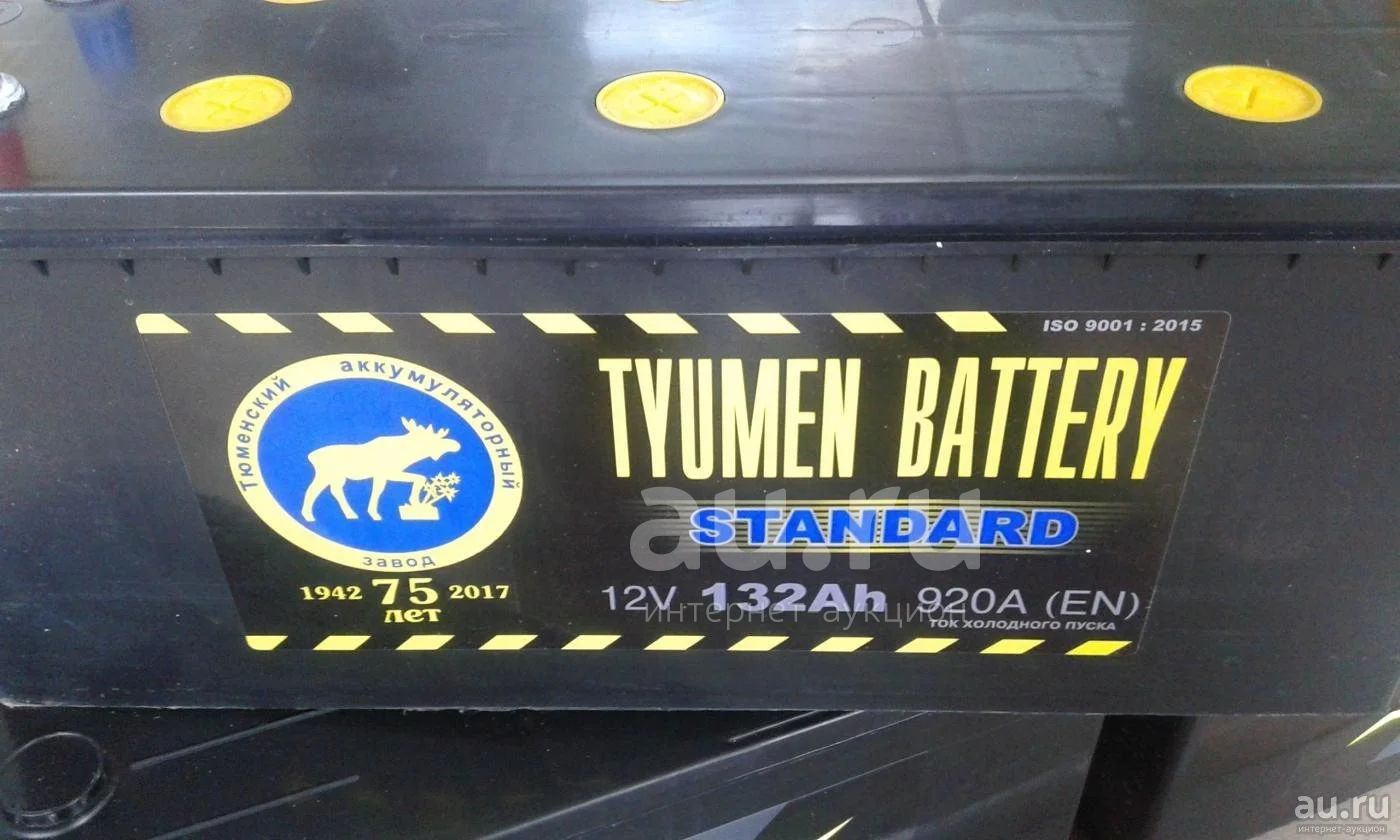 ISO 9001 : 2015
Тюменский аккумуляторный
завод
1942 75 2017
лет
TYUMEN BATTERY
STANDARD
12V 132Ah 920A (EN)
ТОК ХОЛОДНОГО ПУСКА
au.ru
интернет-аукцион
au.ru
интернет-аукцион